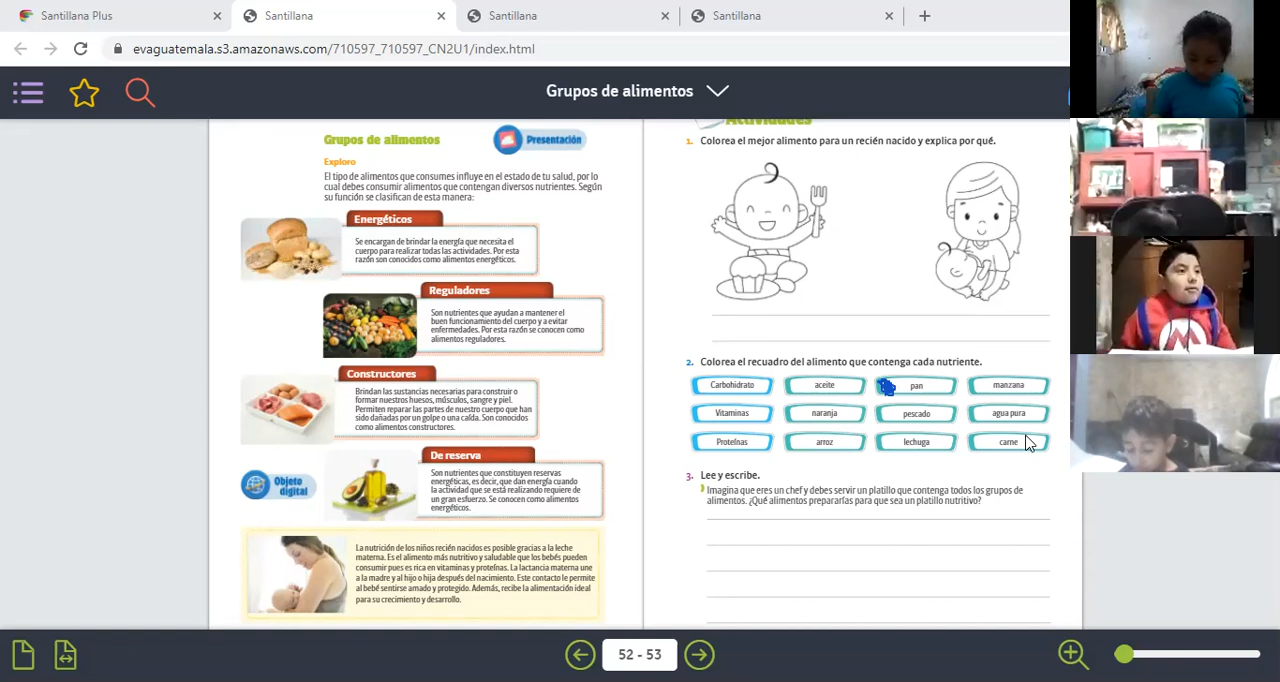 Santillana Plus
Santillana
Santillana
Santillana
evaguatemala.s3.amazonaws.com/710597_710597_CN2U1/index.html
Grupos de alimentos
Grupos de alimentos
Presentación
Exploro
El tipo de alimentos que consumes influye en el estado de tu salud, por lo
cual debes consumir alimentos que contengan diversos nutrientes. Según
su función se clasifican de esta manera:
Energéticos
Se encargan de brindar la energía que necesita el
cuerpo para realizar todas las actividades. Por esta
razón son conocidos como alimentos energéticos.
Reguladores
Son nutrientes que ayudan a mantener el
buen funcionamiento del cuerpo y a evitar
enfermedades. Por esta razón se conocen como
alimentos reguladores.
Constructores
Brindan las sustancias necesarias para construir o
formar nuestros huesos, músculos, sangre y piel.
Permiten reparar las partes de nuestro cuerpo que han
sido dañadas por un golpe o una caída. Son conocidos
como alimentos constructores.
De reserva
Objeto
digital
Son nutrientes que constituyen reservas
energéticas, es decir, que dan energía cuando
la actividad que se está realizando requiere de
un gran esfuerzo. Se conocen como alimentos
energéticos.
La nutrición de los niños recién nacidos es posible gracias a la leche
materna. Es el alimento más nutritivo y saludable que los bebés pueden
consumir pues es rica en vitaminas y proteínas. La lactancia materna une
a la madre y al hijo o hija después del nacimiento. Este contacto le permite
al bebé sentirse amado y protegido. Además, recibe la alimentación ideal
para su crecimiento y desarrollo.
Actividades
1. Colorea el mejor alimento para un recién nacido y explica por qué.
2. Colorea el recuadro del alimento que contenga cada nutriente.
Carbohidrato aceite pan manzana
Vitaminas naranja pescado agua pura
Proteínas arroz lechuga carne
3. Lee y escribe.
Imagina que eres un chef y debes servir un platillo que contenga todos los grupos de
alimentos. ¿Qué alimentos prepararías para que sea un platillo nutritivo?
52 - 53